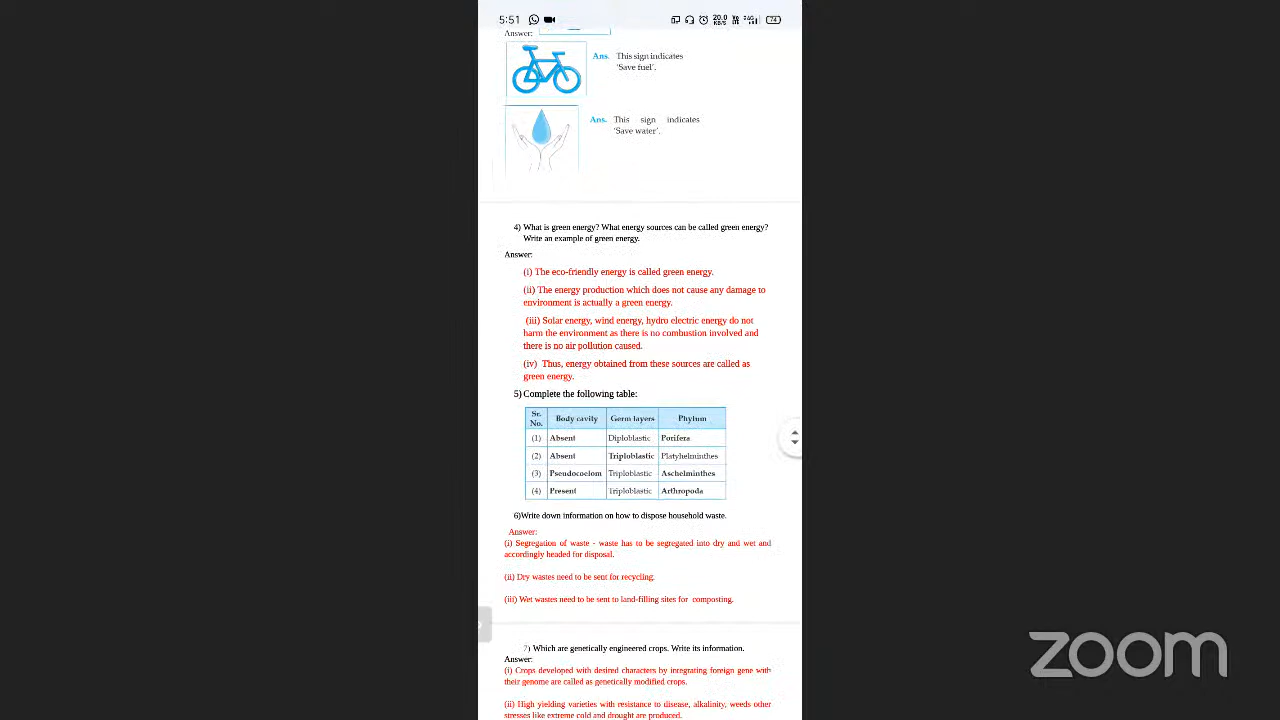 5:51
20.0
KB/S
74
Answer:
Ans. This sign indicates
'Save fuel'.
Ans. This sign indicates
'Save water'.
4) What is green energy? What energy sources can be called green energy?
Write an example of green energy.
Answer:
(i) The eco-friendly energy is called green energy.
(ii) The energy production which does not cause any damage to
environment is actually a green energy.
(iii) Solar energy, wind energy, hydro electric energy do not
harm the environment as there is no combustion involved and
there is no air pollution caused.
(iv) Thus, energy obtained from these sources are called as
green energy.
5) Complete the following table:
Sr. No. Body cavity Germ layers Phylum
(1) Absent Diploblastic Porifera
(2) Absent Triploblastic Platyhelminthes
(3) Pseudocoelom Triploblastic Aschelminthes
(4) Present Triploblastic Arthropoda
6)Write down information on how to dispose household waste.
Answer:
(i) Segregation of waste - waste has to be segregated into dry and wet and
accordingly headed for disposal.
(ii) Dry wastes need to be sent for recycling.
(iii) Wet wastes need to be sent to land-filling sites for composting.
7) Which are genetically engineered crops. Write its information.
Answer:
(i) Crops developed with desired characters by integrating foreign gene with
their genome are called as genetically modified crops.
(ii) High yielding varieties with resistance to disease, alkalinity, weeds other
stresses like extreme cold and drought are produced.
zoom